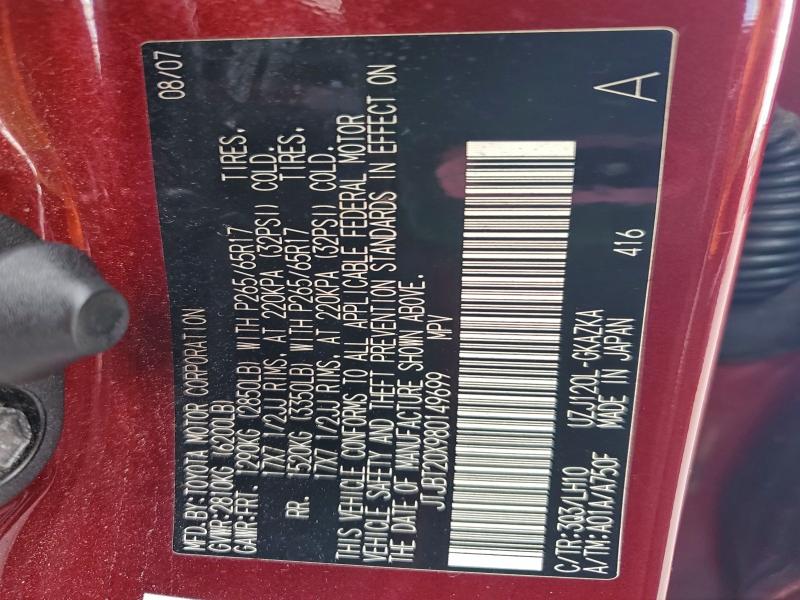 MFD.BY:TOYOTA MOTOR CORPORATION 08/07
GVWR:2810KG (6200LB)
GAWR:FRT. 1290KG (2850LB) WITH P265/65R17 TIRES,
17X7 1/2JJ RIMS, AT 220KPA (32PSI) COLD.
RR. 1520KG (3350LB) WITH P265/65R17 TIRES,
17X7 1/2JJ RIMS, AT 220KPA (32PSI) COLD.
THIS VEHICLE CONFORMS TO ALL APPLICABLE FEDERAL MOTOR
VEHICLE SAFETY AND THEFT PREVENTION STANDARDS IN EFFECT ON
THE DATE OF MANUFACTURE SHOWN ABOVE.
JTJBT20X980149699 MPV
C/TR:3Q3/LH10 UZJ120L-GKAZKA A
A/TM:A01A/A750F MADE IN JAPAN 416